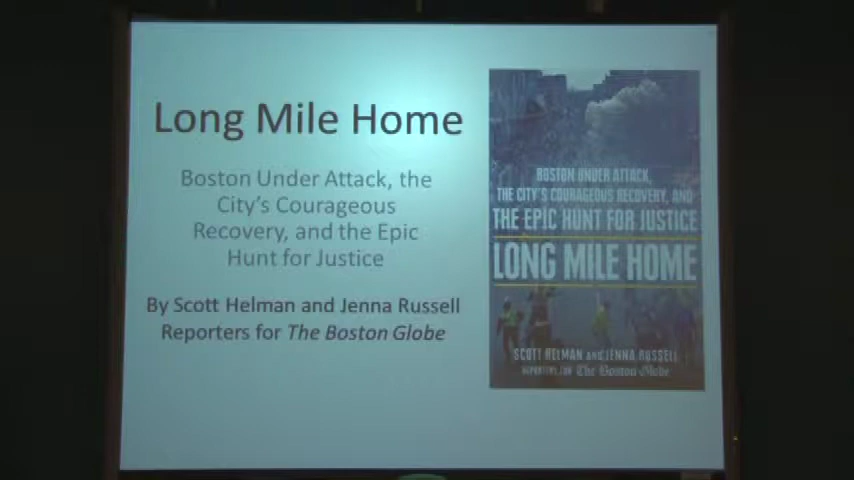 Long Mile Home
Boston Under Attack, the
City's Courageous
Recovery, and the Epic
Hunt for Justice
By Scott Helman and Jenna Russell
Reporters for The Boston Globe
BOSTON UNDER ATTACK,
THE CITY'S COURAGEOUS RECOVERY, AND
THE EPIC HUNT FOR JUSTICE
LONG MILE HOME
SCOTT HELMAN AND JENNA RUSSELL
REPORTERS FOR The Boston Globe